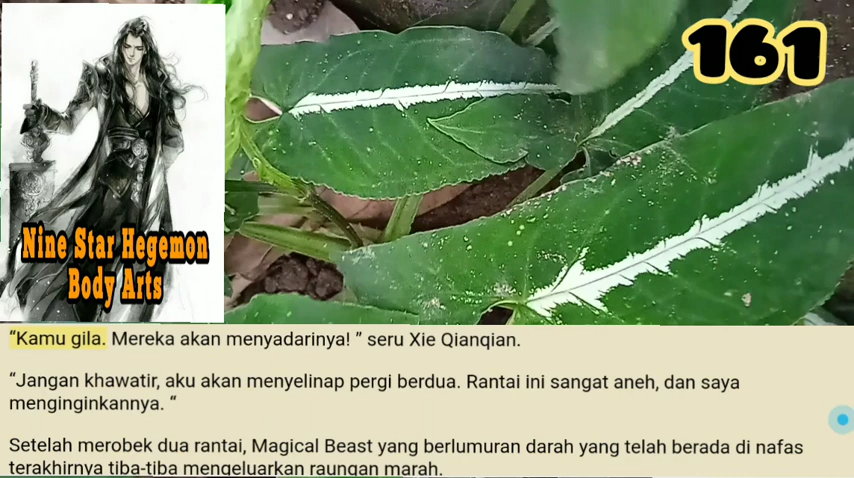 161
Nine Star Hegemon
Body Arts
“Kamu gila. Mereka akan menyadarinya! ” seru Xie Qianqian.
“Jangan khawatir, aku akan menyelinap pergi berdua. Rantai ini sangat aneh, dan saya
menginginkannya. “
Setelah merobek dua rantai, Magical Beast yang berlumuran darah yang telah berada di nafas
terakhirnya tiba-tiba mengeluarkan raungan marah.